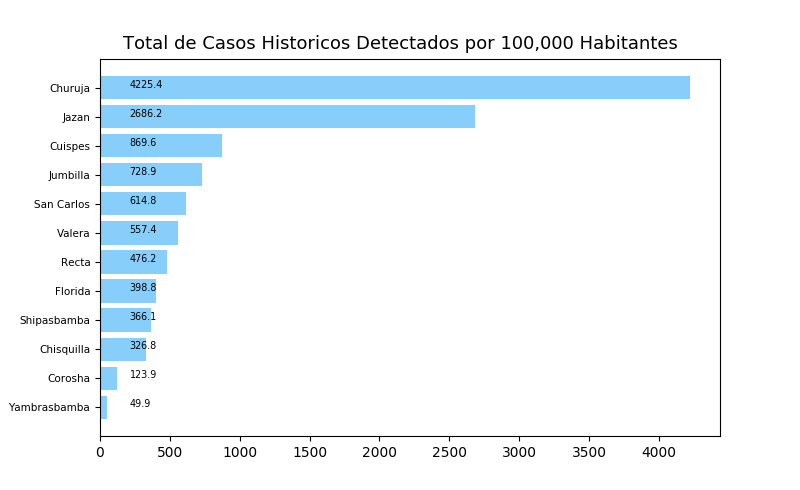 Total de Casos Historicos Detectados por 100,000 Habitantes
Churuja 4225.4
Jazan 2686.2
Cuispes 869.6
Jumbilla 728.9
San Carlos 614.8
Valera 557.4
Recta 476.2
Florida 398.8
Shipasbamba 366.1
Chisquilla 326.8
Corosha 123.9
Yambrasbamba 49.9
0 500 1000 1500 2000 2500 3000 3500 4000